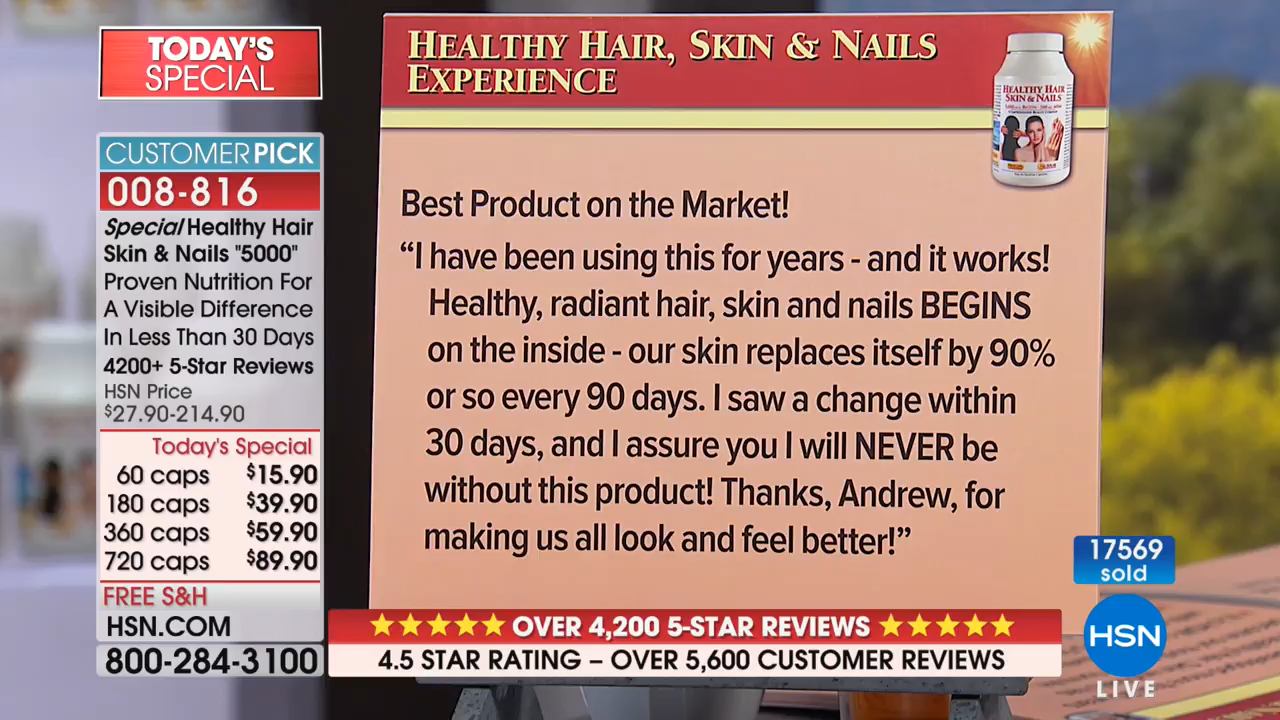 TODAY'S
SPECIAL
CUSTOMER PICK
008-816
Special Healthy Hair
Skin & Nails "5000"
Proven Nutrition For
A Visible Difference
In Less Than 30 Days
4200+ 5-Star Reviews
HSN Price
$27.90-214.90
Today's Special
60 caps $15.90
180 caps $39.90
360 caps $59.90
720 caps $89.90
FREE S&H
HSN.COM
800-284-3100
HEALTHY HAIR, SKIN & NAILS
EXPERIENCE
HEALTHY HAIR
SKIN & NAILS
Best Product on the Market!
“I have been using this for years - and it works!
Healthy, radiant hair, skin and nails BEGINS
on the inside - our skin replaces itself by 90%
or so every 90 days. I saw a change within
30 days, and I assure you I will NEVER be
without this product! Thanks, Andrew, for
making us all look and feel better!”
17569
sold
HSN
LIVE
OVER 4,200 5-STAR REVIEWS
4.5 STAR RATING – OVER 5,600 CUSTOMER REVIEWS